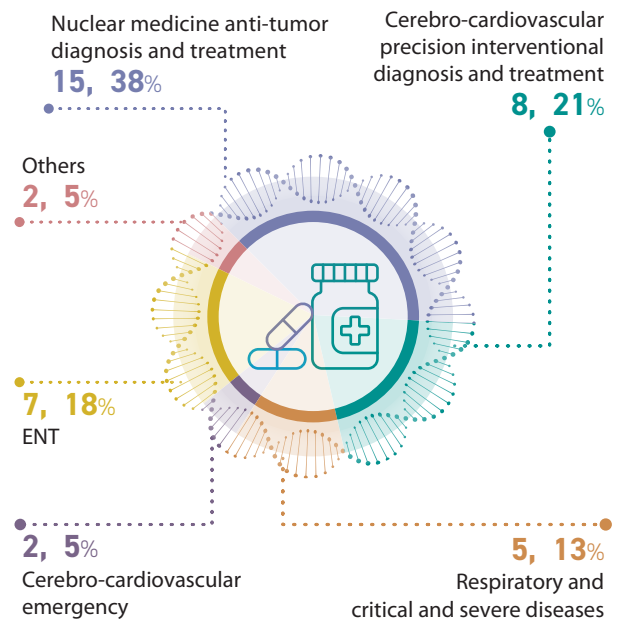 Nuclear medicine anti-tumor
diagnosis and treatment
15, 38%
Cerebro-cardiovascular
precision interventional
diagnosis and treatment
8, 21%
Others
2, 5%
7, 18%
ENT
2, 5%
Cerebro-cardiovascular
emergency
5, 13%
Respiratory and
critical and severe diseases